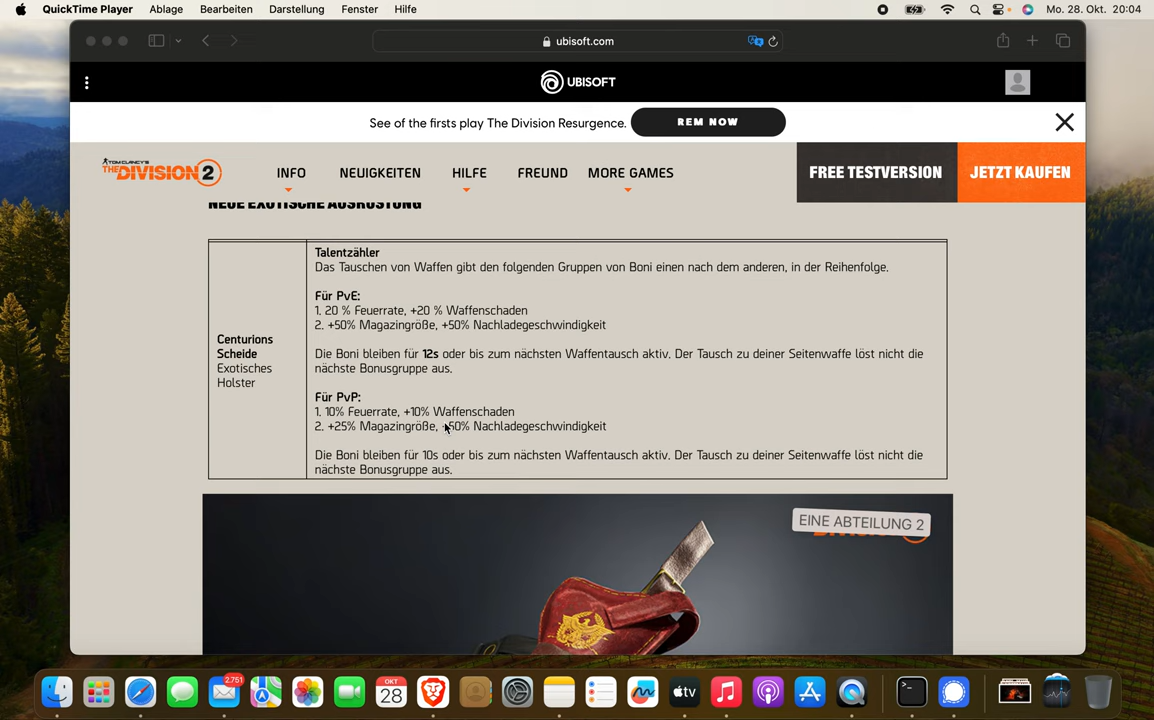 QuickTime Player Ablage Bearbeiten Darstellung Fenster Hilfe Mo. 28. Okt. 20:04
ubisoft.com
UBISOFT
See of the firsts play The Division Resurgence. REM NOW
TOM CLANCY'S
THE DIVISION 2
INFO NEUIGKEITEN HILFE FREUND MORE GAMES FREE TESTVERSION JETZT KAUFEN
NEUE EXOTISCHE AUSRÜSTUNG
Talentzähler
Das Tauschen von Waffen gibt den folgenden Gruppen von Boni einen nach dem anderen, in der Reihenfolge.
Für PvE:
1. 20 % Feuerrate, +20 % Waffenschaden
2. +50% Magazingröße, +50% Nachladegeschwindigkeit
Centurions
Scheide
Exotisches
Holster
Die Boni bleiben für 12s oder bis zum nächsten Waffentausch aktiv. Der Tausch zu deiner Seitenwaffe löst nicht die
nächste Bonusgruppe aus.
Für PvP:
1. 10% Feuerrate, +10% Waffenschaden
2. +25% Magazingröße, +50% Nachladegeschwindigkeit
Die Boni bleiben für 10s oder bis zum nächsten Waffentausch aktiv. Der Tausch zu deiner Seitenwaffe löst nicht die
nächste Bonusgruppe aus.
EINE ABTEILUNG 2
2.751
OKT
28
tv